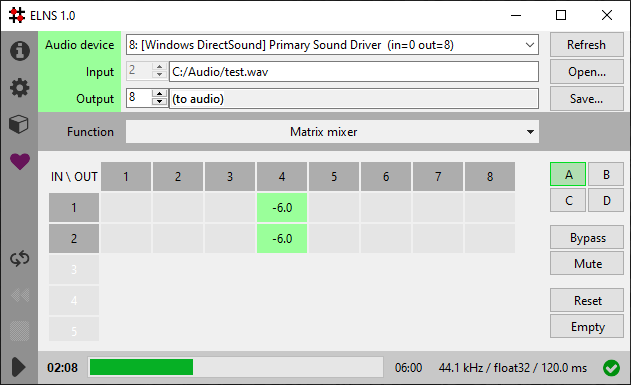 ELNS 1.0
Audio device 8: [Windows DirectSound] Primary Sound Driver (in=0 out=8) Refresh
Input 2 C:/Audio/test.wav Open...
Output 8 (to audio) Save...
Function Matrix mixer
IN \ OUT 1 2 3 4 5 6 7 8 A B
1 -6.0 C D
2 -6.0 Bypass
3 Mute
4 Reset
5 Empty
02:08 06:00 44.1 kHz / float32 / 120.0 ms